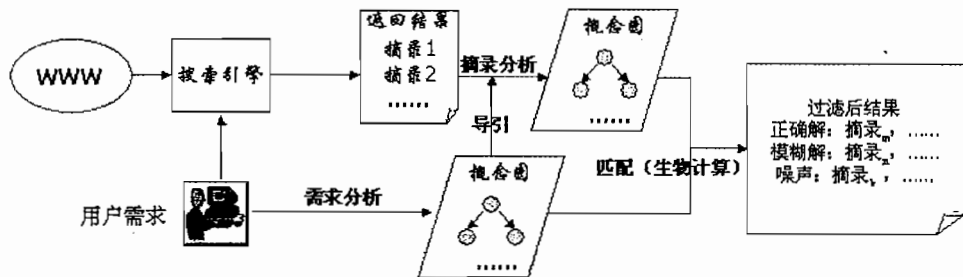 WWW
搜索引擎
返回结果
摘录1
摘录2
……
摘录分析
概念图
……
导引
用户需求
需求分析
概念图
……
匹配（生物计算）
过滤后结果
正确解：摘录m，……
模糊解：摘录n，……
噪声：摘录k，……